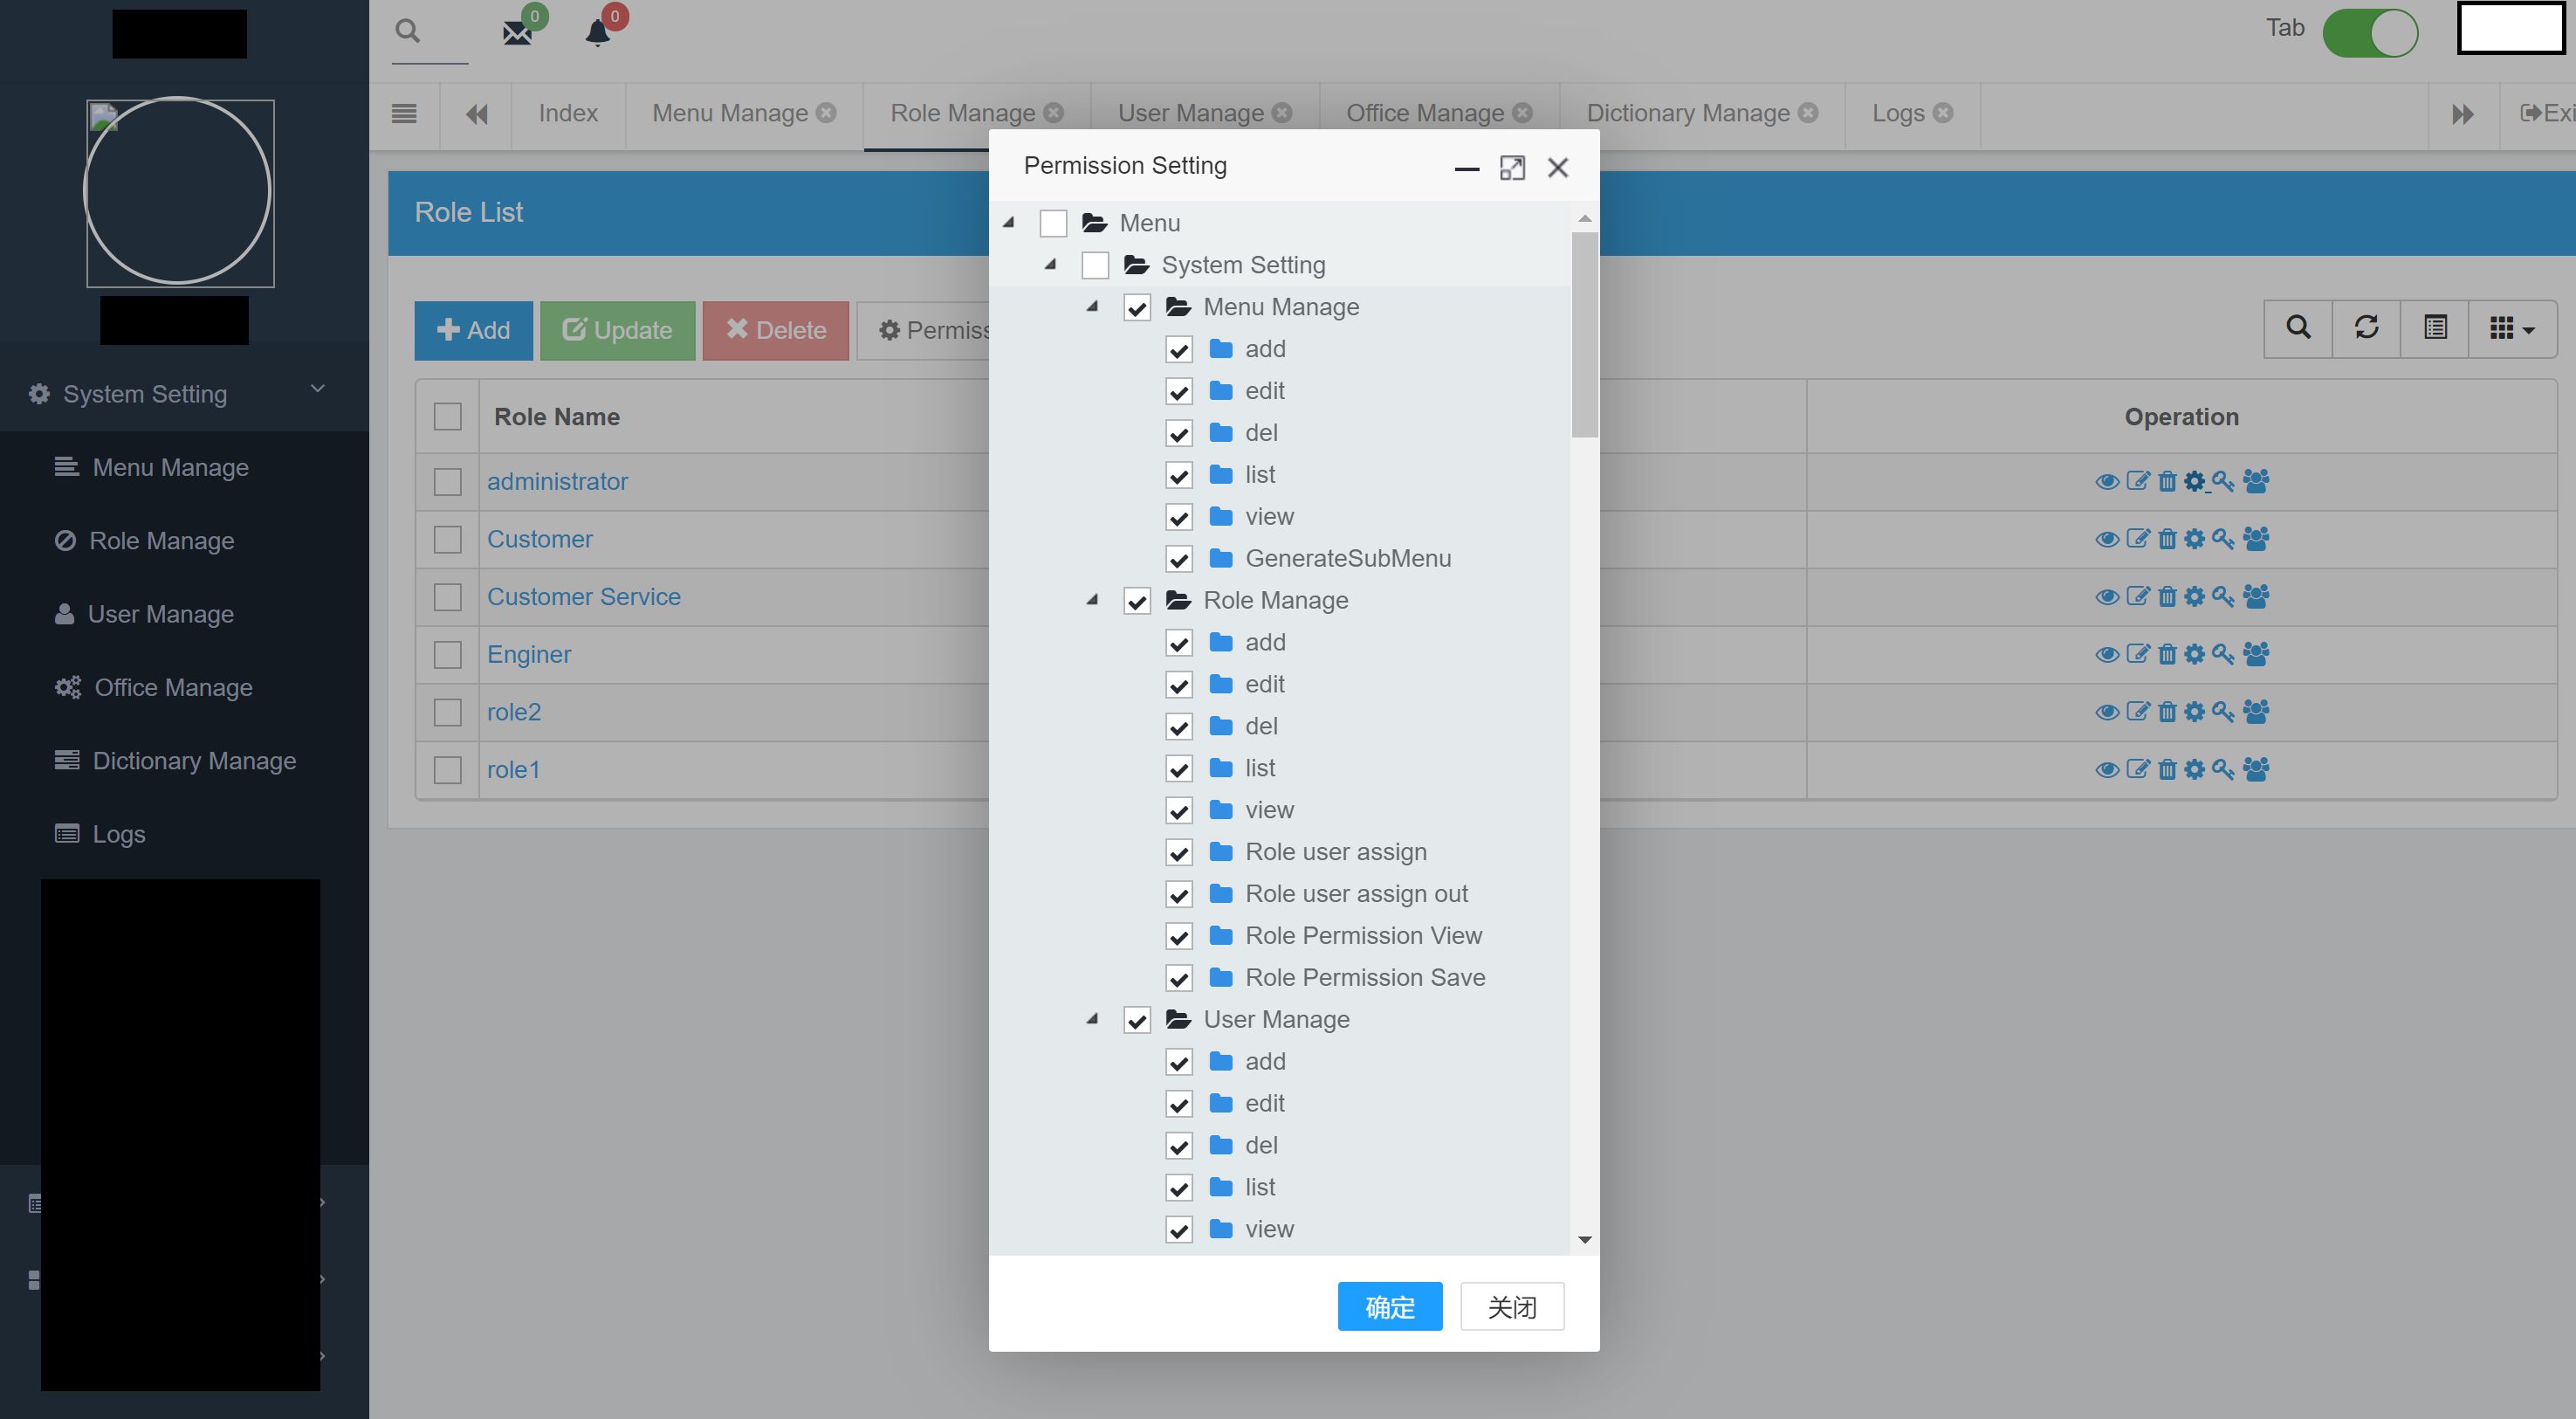 0
0
Tab
Index
Menu Manage
Role Manage
User Manage
Office Manage
Dictionary Manage
Logs
Role List
Add
Update
Delete
System Setting
Menu Manage
Role Manage
User Manage
Office Manage
Dictionary Manage
Logs
Role Name
Operation
administrator
Customer
Customer Service
Enginer
role2
role1
Permission Setting
Menu
System Setting
Menu Manage
add
edit
del
list
view
GenerateSubMenu
Role Manage
add
edit
del
list
view
Role user assign
Role user assign out
Role Permission View
Role Permission Save
User Manage
add
edit
del
list
view
确定
关闭